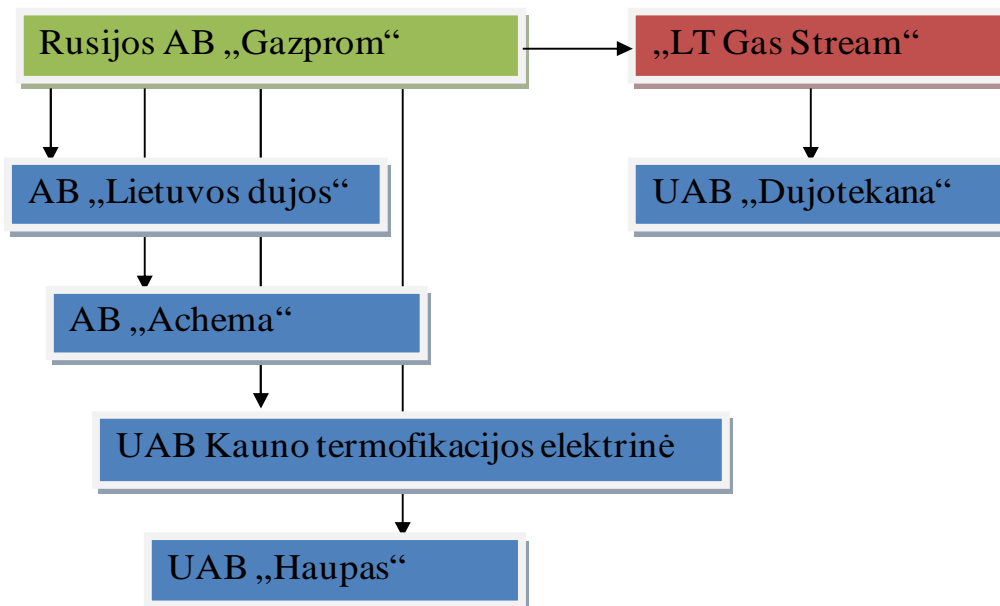 Rusijos AB „Gazprom“
„LT Gas Stream“
AB „Lietuvos dujos“
UAB „Dujotekana“
AB „Achema“
UAB Kauno termofikacijos elektrinė
UAB „Haupas“